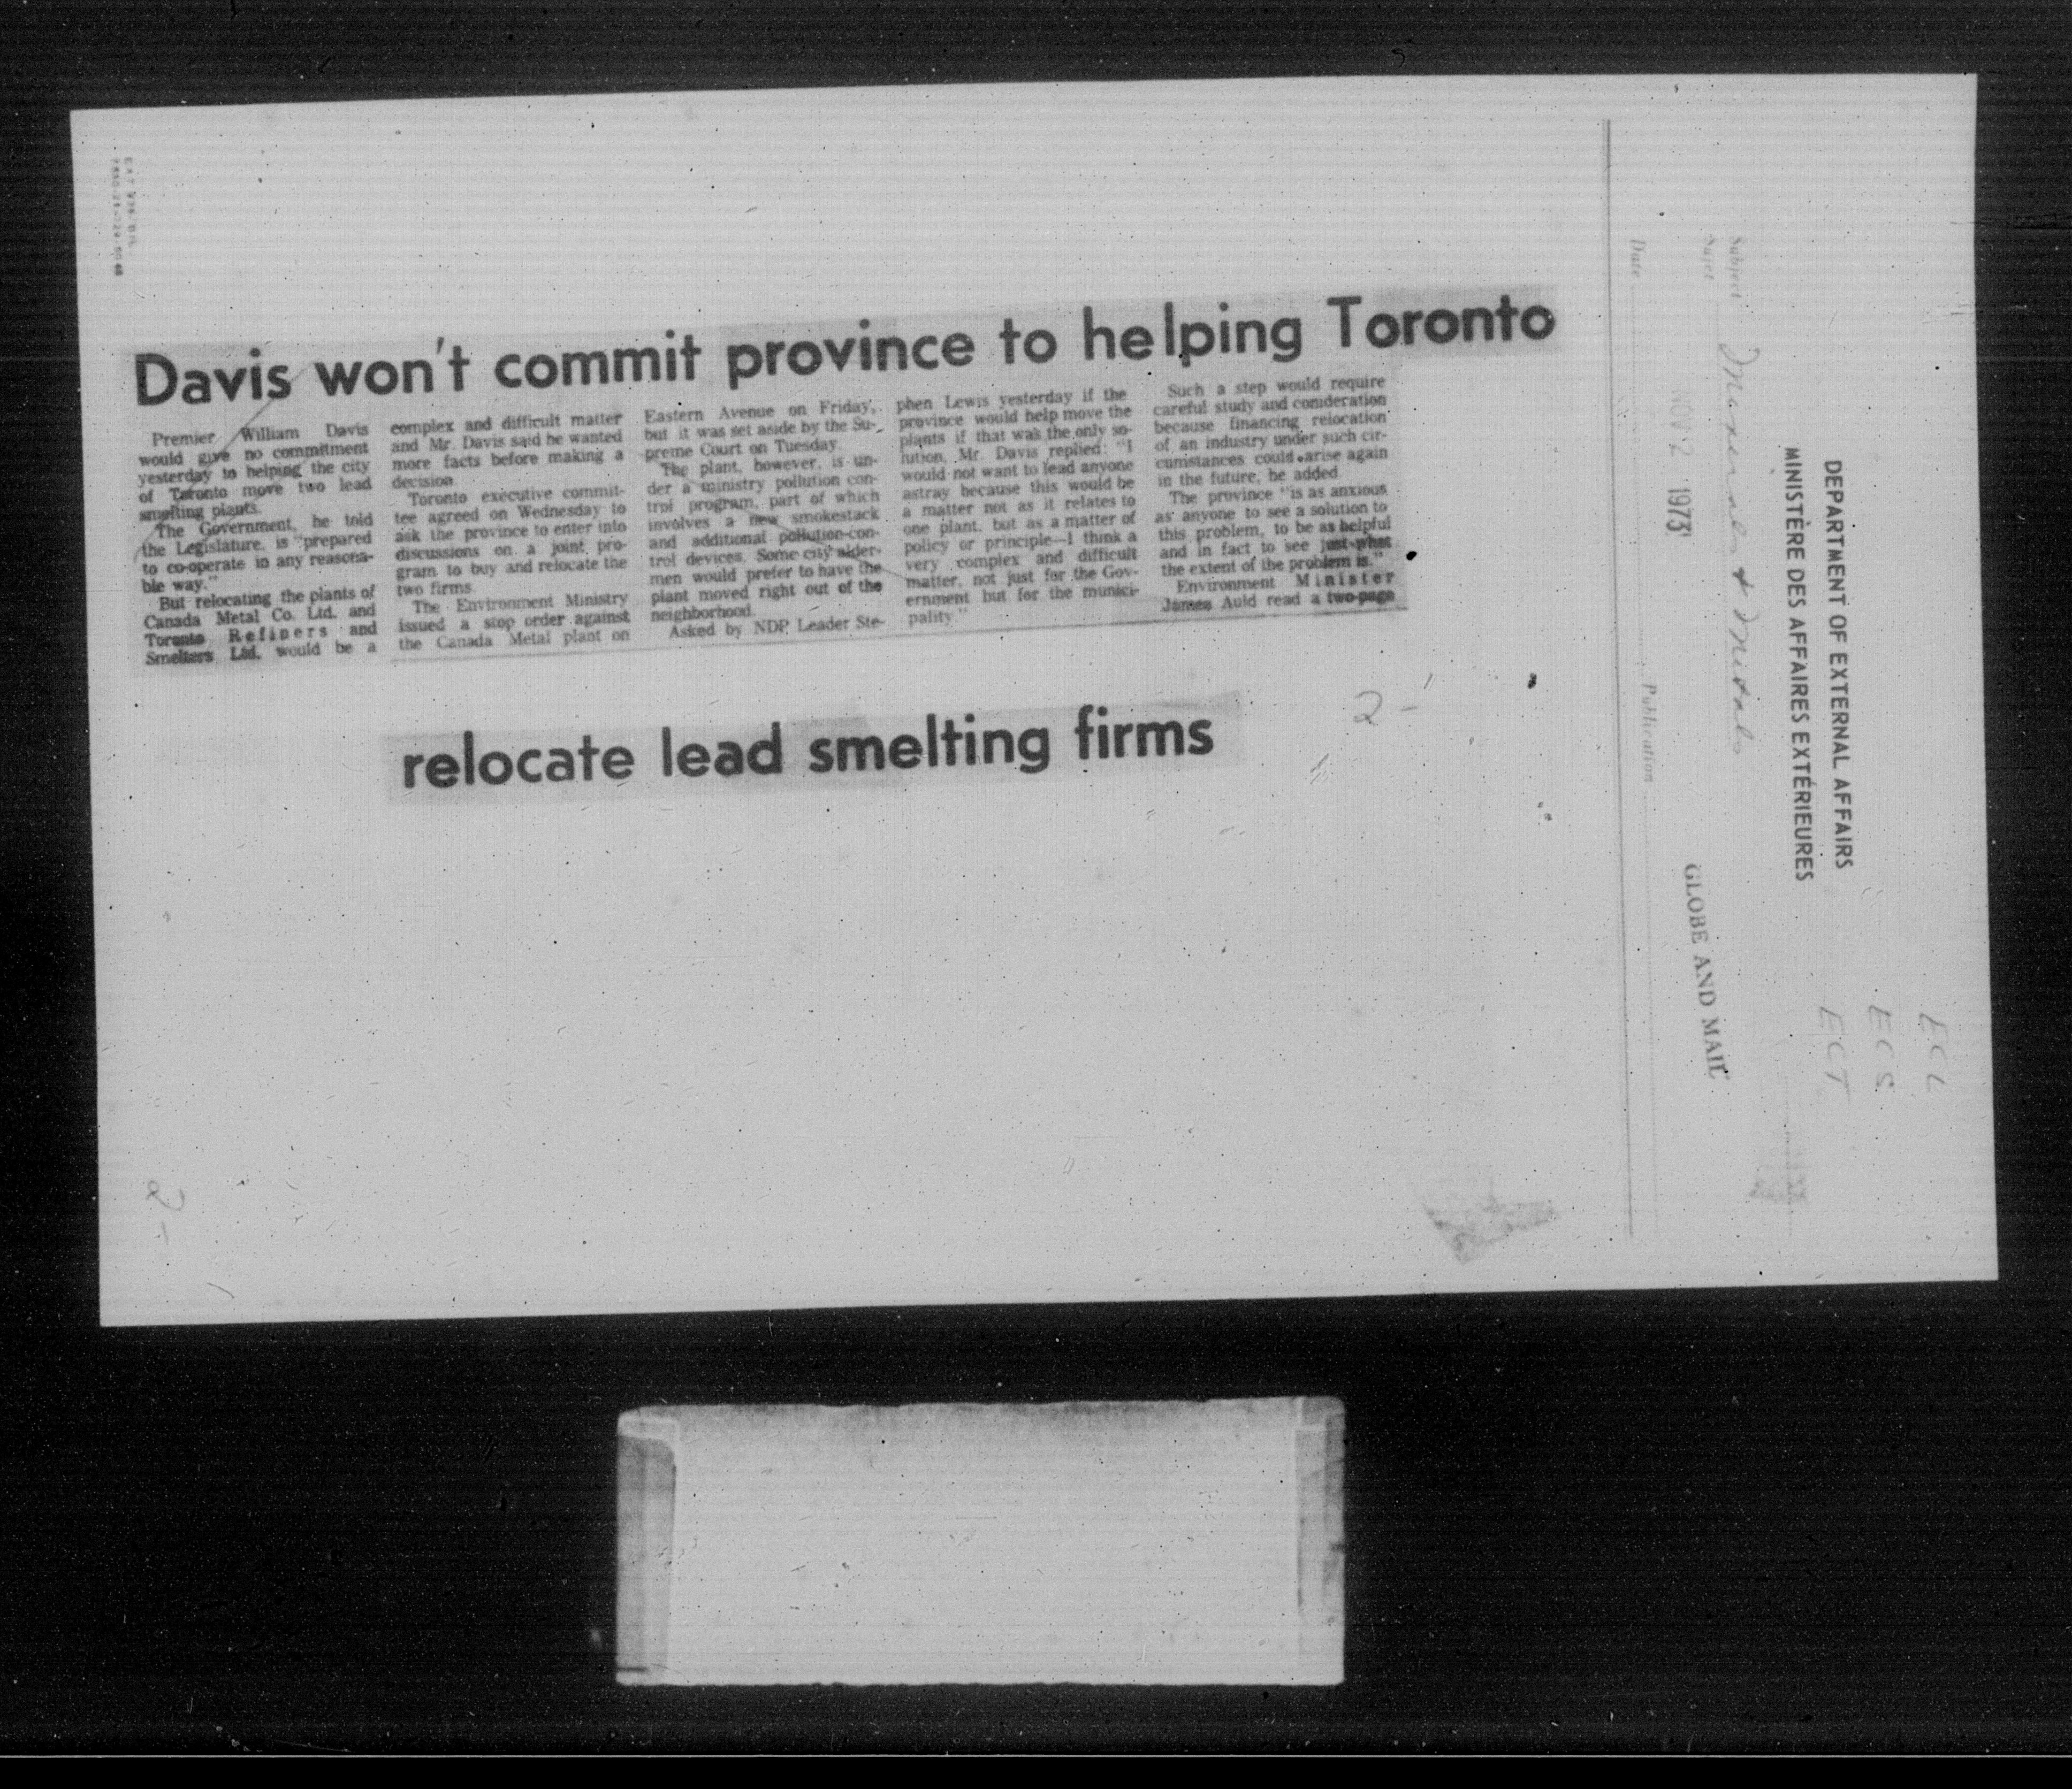 DEPARTMENT OF EXTERNAL AFFAIRS
MINISTÈRE DES AFFAIRES EXTÉRIEURES
ECL
ECS
ECT
Subject
Sujet
Minerals & Metals
Date
NOV 2 1973
Publication
GLOBE AND MAIL
Davis won't commit province to helping Toronto
Premier William Davis
would give no commitment
yesterday to helping the city
of Toronto move two lead
smelting plants.
The Government, he told
the Legislature, is "prepared
to co-operate in any reasona-
ble way."
But relocating the plants of
Canada Metal Co. Ltd. and
Toronto Refiners and
Smelters Ltd. would be a
complex and difficult matter
and Mr. Davis said he wanted
more facts before making a
decision.
Toronto executive commit-
tee agreed on Wednesday to
ask the province to enter into
discussions on a joint pro-
gram to buy and relocate the
two firms.
The Environment Ministry
issued a stop order against
the Canada Metal plant on
Eastern Avenue on Friday,
but it was set aside by the Su-
preme Court on Tuesday.
The plant, however, is un-
der a ministry pollution con-
trol program, part of which
involves a new smokestack
and additional pollution-con-
trol devices. Some city alder-
men would prefer to have the
plant moved right out of the
neighborhood.
Asked by NDP Leader Ste-
phen Lewis yesterday if the
province would help move the
plants if that was the only so-
lution, Mr. Davis replied: "I
would not want to lead anyone
astray because this would be
a matter not as it relates to
one plant, but as a matter of
policy or principle—I think a
very complex and difficult
matter, not just for the Gov-
ernment but for the munici-
pality."
Such a step would require
careful study and conideration
because financing relocation
of an industry under such cir-
cumstances could arise again
in the future, he added.
The province "is as anxious
as anyone to see a solution to
this problem, to be as helpful
and in fact to see just what
the extent of the problem is."
Environment Minister
James Auld read a two-page
relocate lead smelting firms
2-
2-